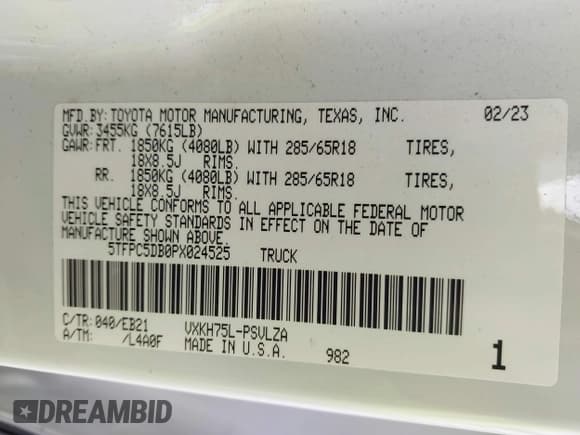 MFD.BY:TOYOTA MOTOR MANUFACTURING, TEXAS, INC. 02/23
GVWR:3455KG (7615LB)
GAWR:FRT. 1850KG (4080LB) WITH 285/65R18 TIRES,
18X8.5J RIMS.
RR. 1850KG (4080LB) WITH 285/65R18 TIRES,
18X8.5J RIMS.
THIS VEHICLE CONFORMS TO ALL APPLICABLE FEDERAL MOTOR
VEHICLE SAFETY STANDARDS IN EFFECT ON THE DATE OF
MANUFACTURE SHOWN ABOVE.
5TFPC5DB0PX024525 TRUCK
C/TR:040/EB21 VXKH75L-PSVLZA
A/TM: /L4A0F MADE IN U.S.A. 982 1
DREAMBID